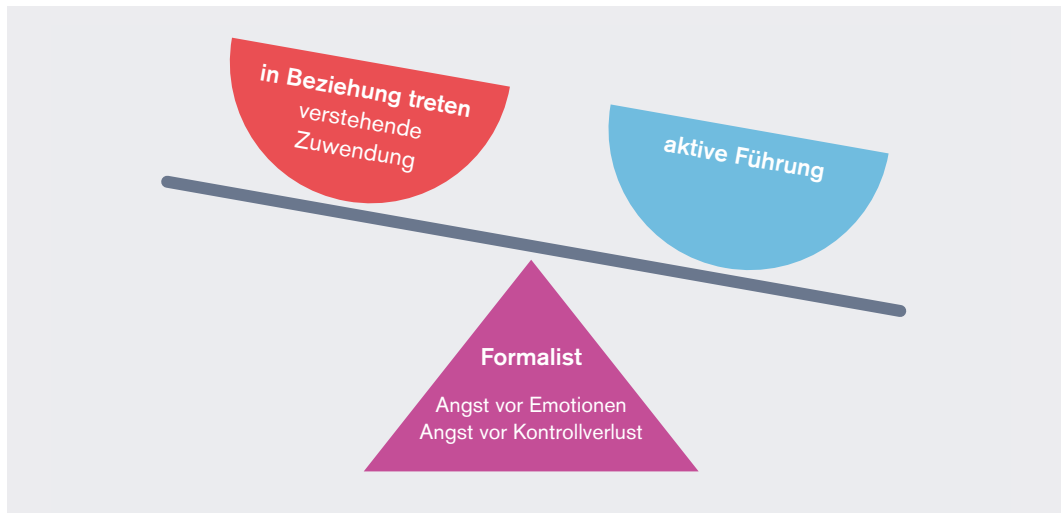 in Beziehung treten
verstehende
Zuwendung
aktive Führung
Formalist
Angst vor Emotionen
Angst vor Kontrollverlust